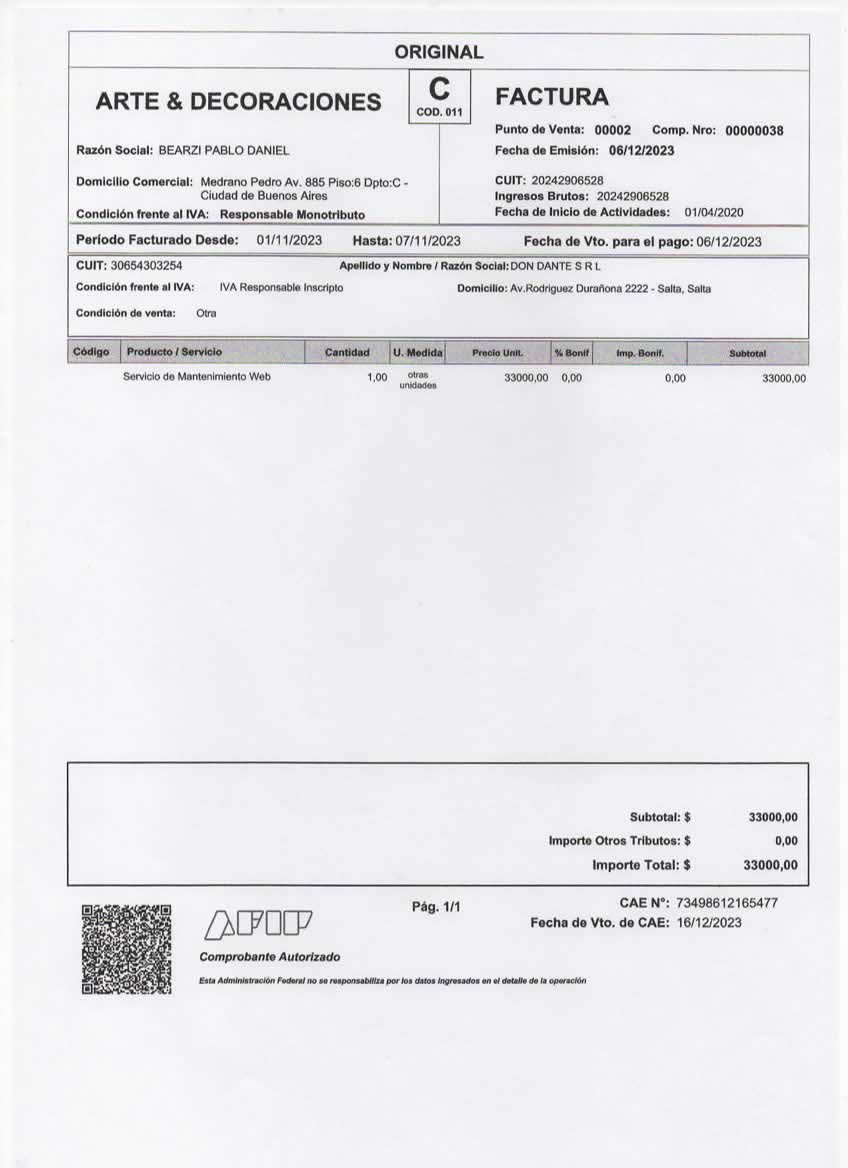 ORIGINAL
ARTE & DECORACIONES
C
COD. 011
FACTURA
Punto de Venta: 00002 Comp. Nro: 00000038
Razón Social: BEARZI PABLO DANIEL
Fecha de Emisión: 06/12/2023
Domicilio Comercial: Medrano Pedro Av. 885 Piso:6 Dpto:C -
Ciudad de Buenos Aires
CUIT: 20242906528
Ingresos Brutos: 20242906528
Condición frente al IVA: Responsable Monotributo
Fecha de Inicio de Actividades: 01/04/2020
Período Facturado Desde: 01/11/2023 Hasta: 07/11/2023 Fecha de Vto. para el pago: 06/12/2023
CUIT: 30654303254 Apellido y Nombre / Razón Social: DON DANTE S R L
Condición frente al IVA: IVA Responsable Inscripto Domicilio: Av.Rodriguez Durañona 2222 - Salta, Salta
Condición de venta: Otra
Código Producto / Servicio Cantidad U. Medida Precio Unit. % Bonif Imp. Bonif. Subtotal
Servicio de Mantenimiento Web 1,00 otras unidades 33000,00 0,00 0,00 33000,00
Subtotal: $ 33000,00
Importe Otros Tributos: $ 0,00
Importe Total: $ 33000,00
AFIP
Pág. 1/1
CAE N°: 73498612165477
Fecha de Vto. de CAE: 16/12/2023
Comprobante Autorizado
Esta Administración Federal no se responsabiliza por los datos ingresados en el detalle de la operación